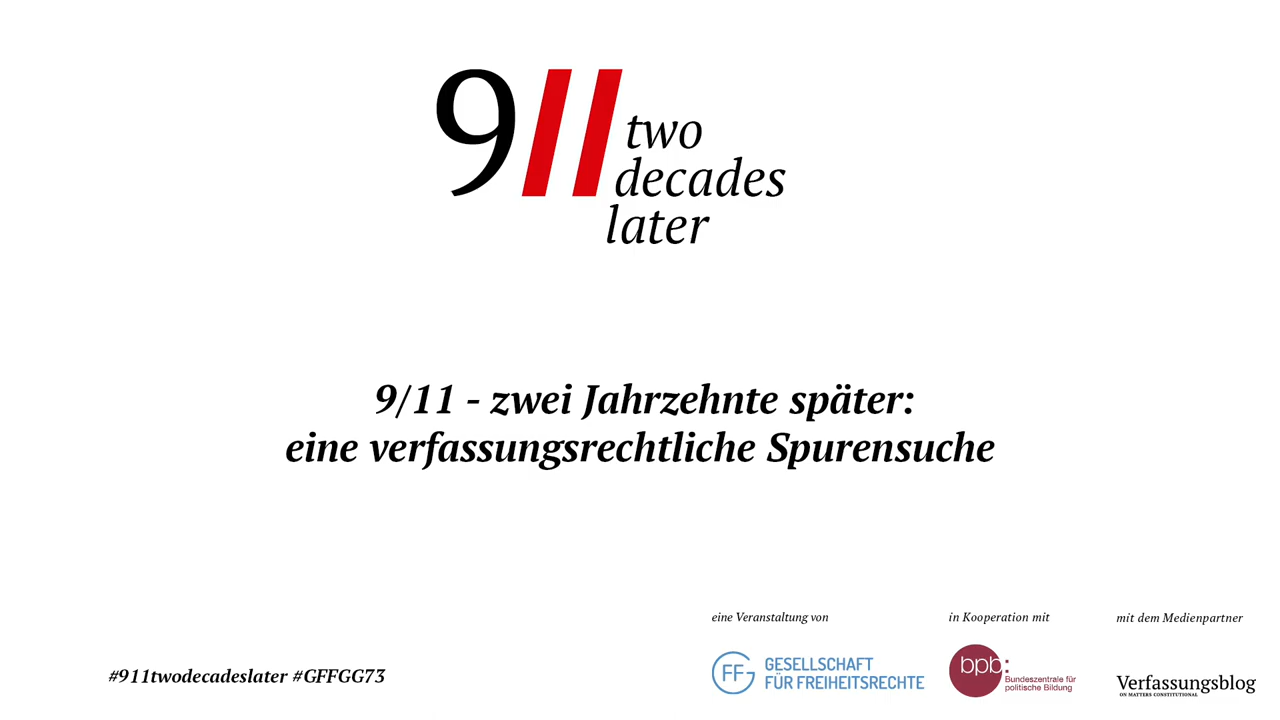 9//
two
decades
later
9/11 - zwei Jahrzehnte später:
eine verfassungsrechtliche Spurensuche
#911twodecadeslater #GFFGG73
eine Veranstaltung von
GFF GESELLSCHAFT
FÜR FREIHEITSRECHTE
in Kooperation mit
bpb:
Bundeszentrale für
politische Bildung
mit dem Medienpartner
Verfassungsblog
ON MATTERS CONSTITUTIONAL